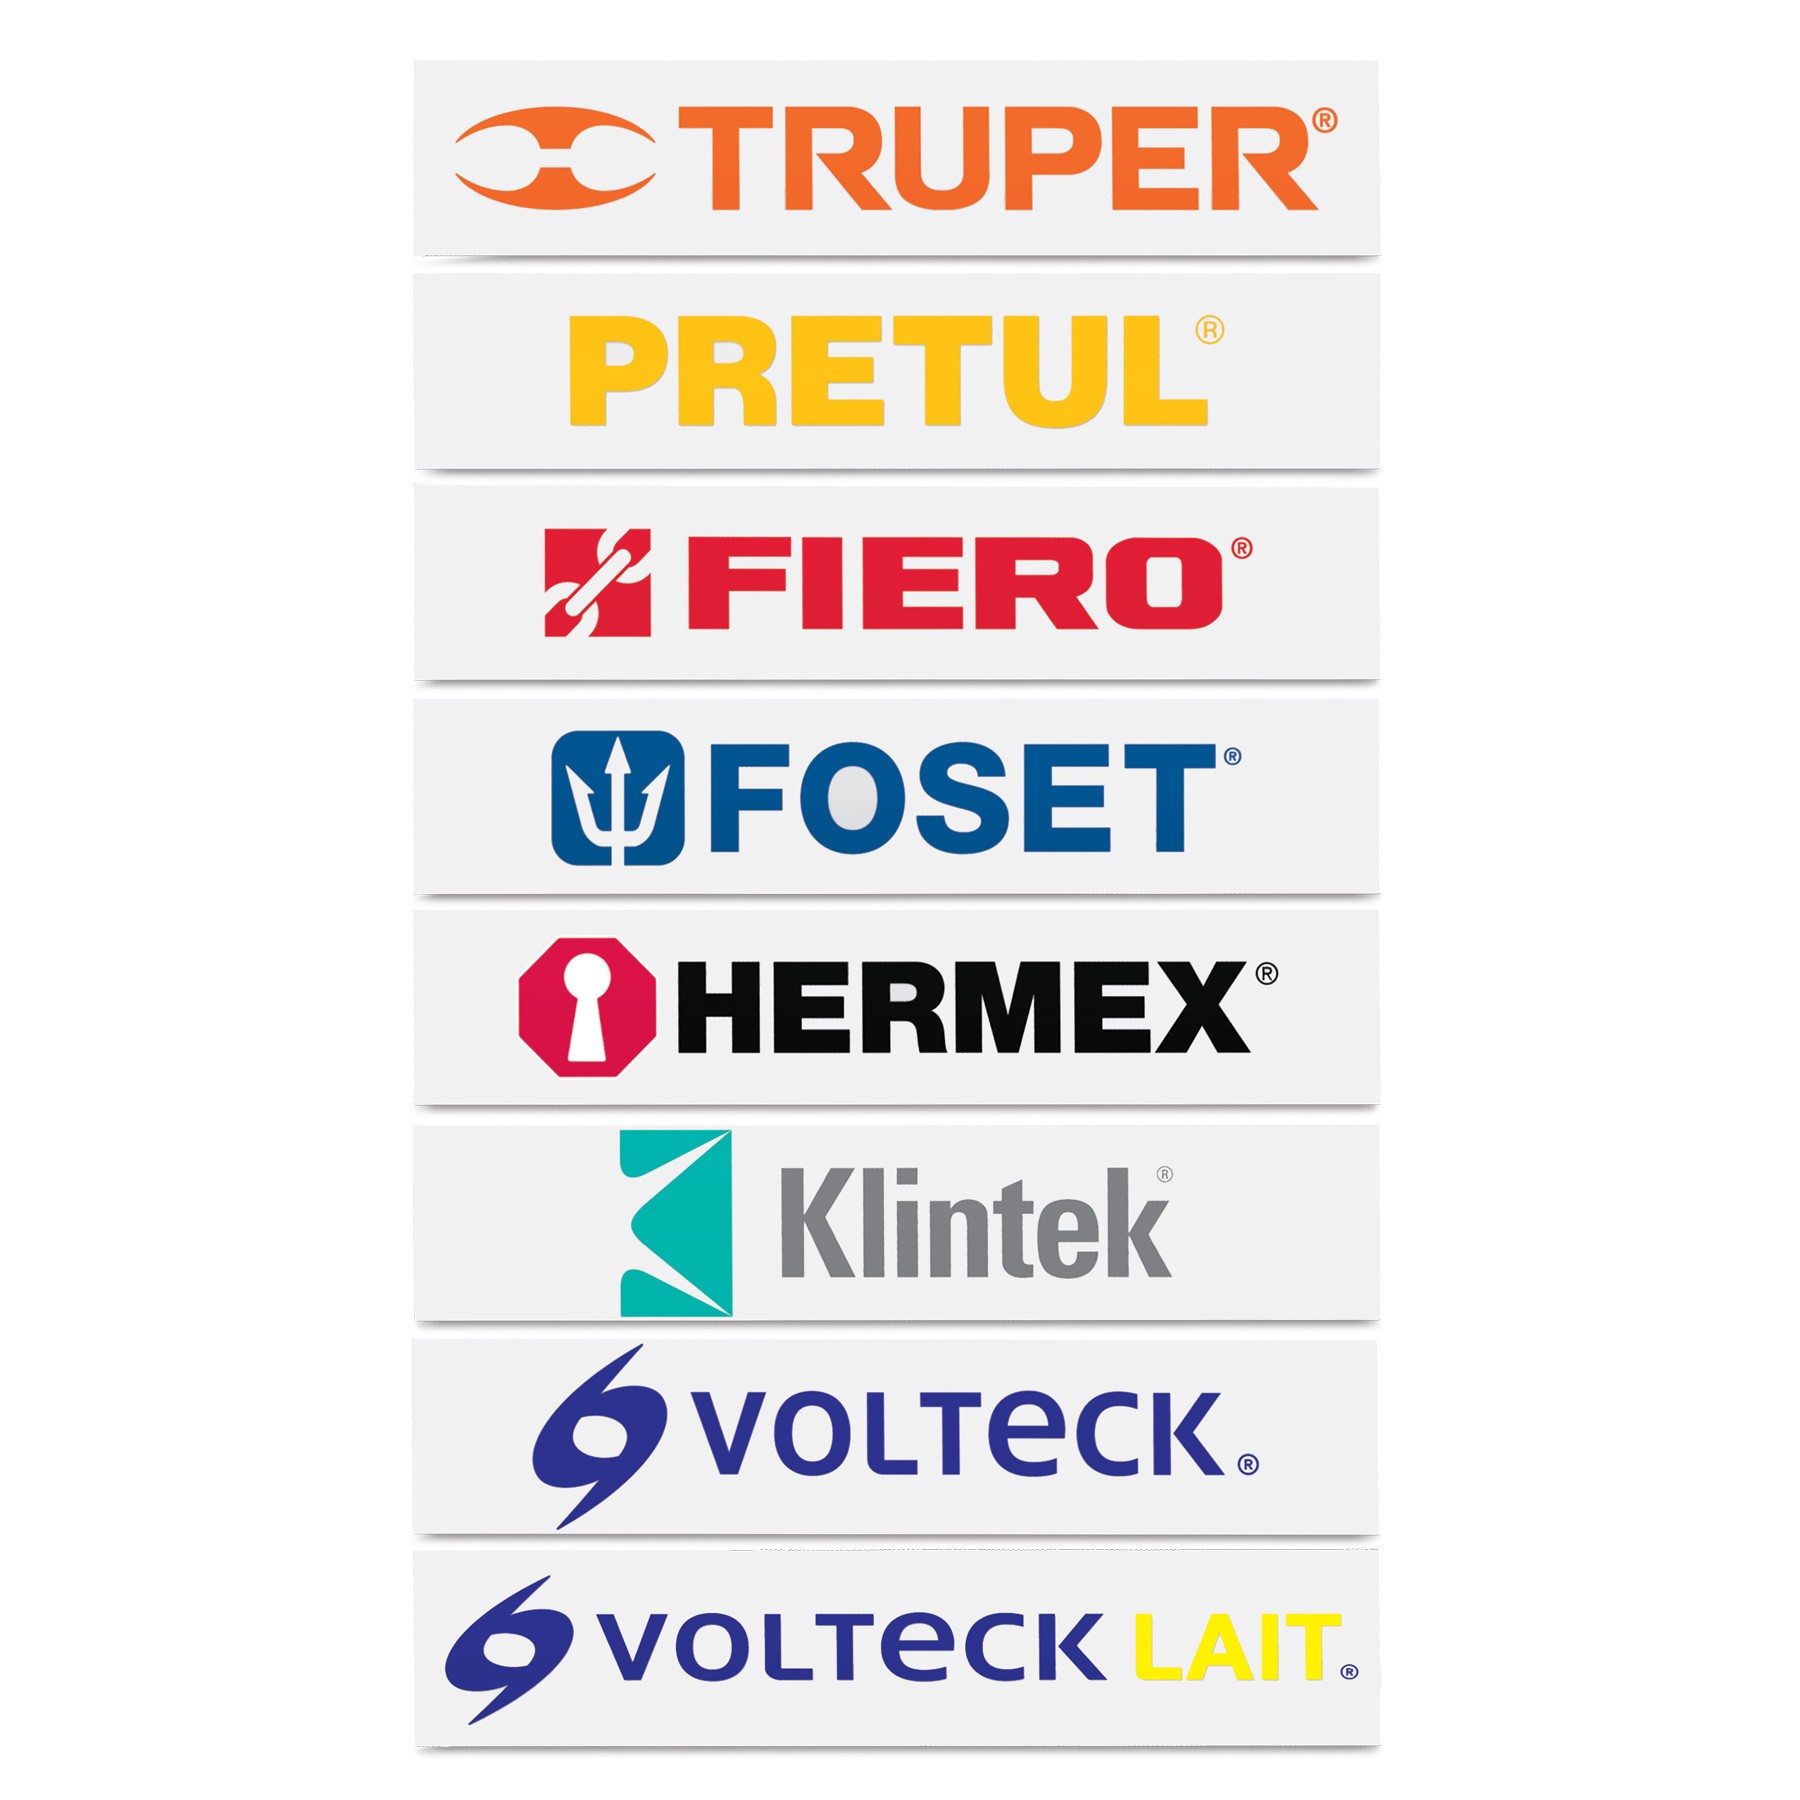 TRUPER®
PRETUL®
FIERO®
FOSET®
HERMEX®
Klintek®
VOLTeCK®
VOLTeCK LAIT®